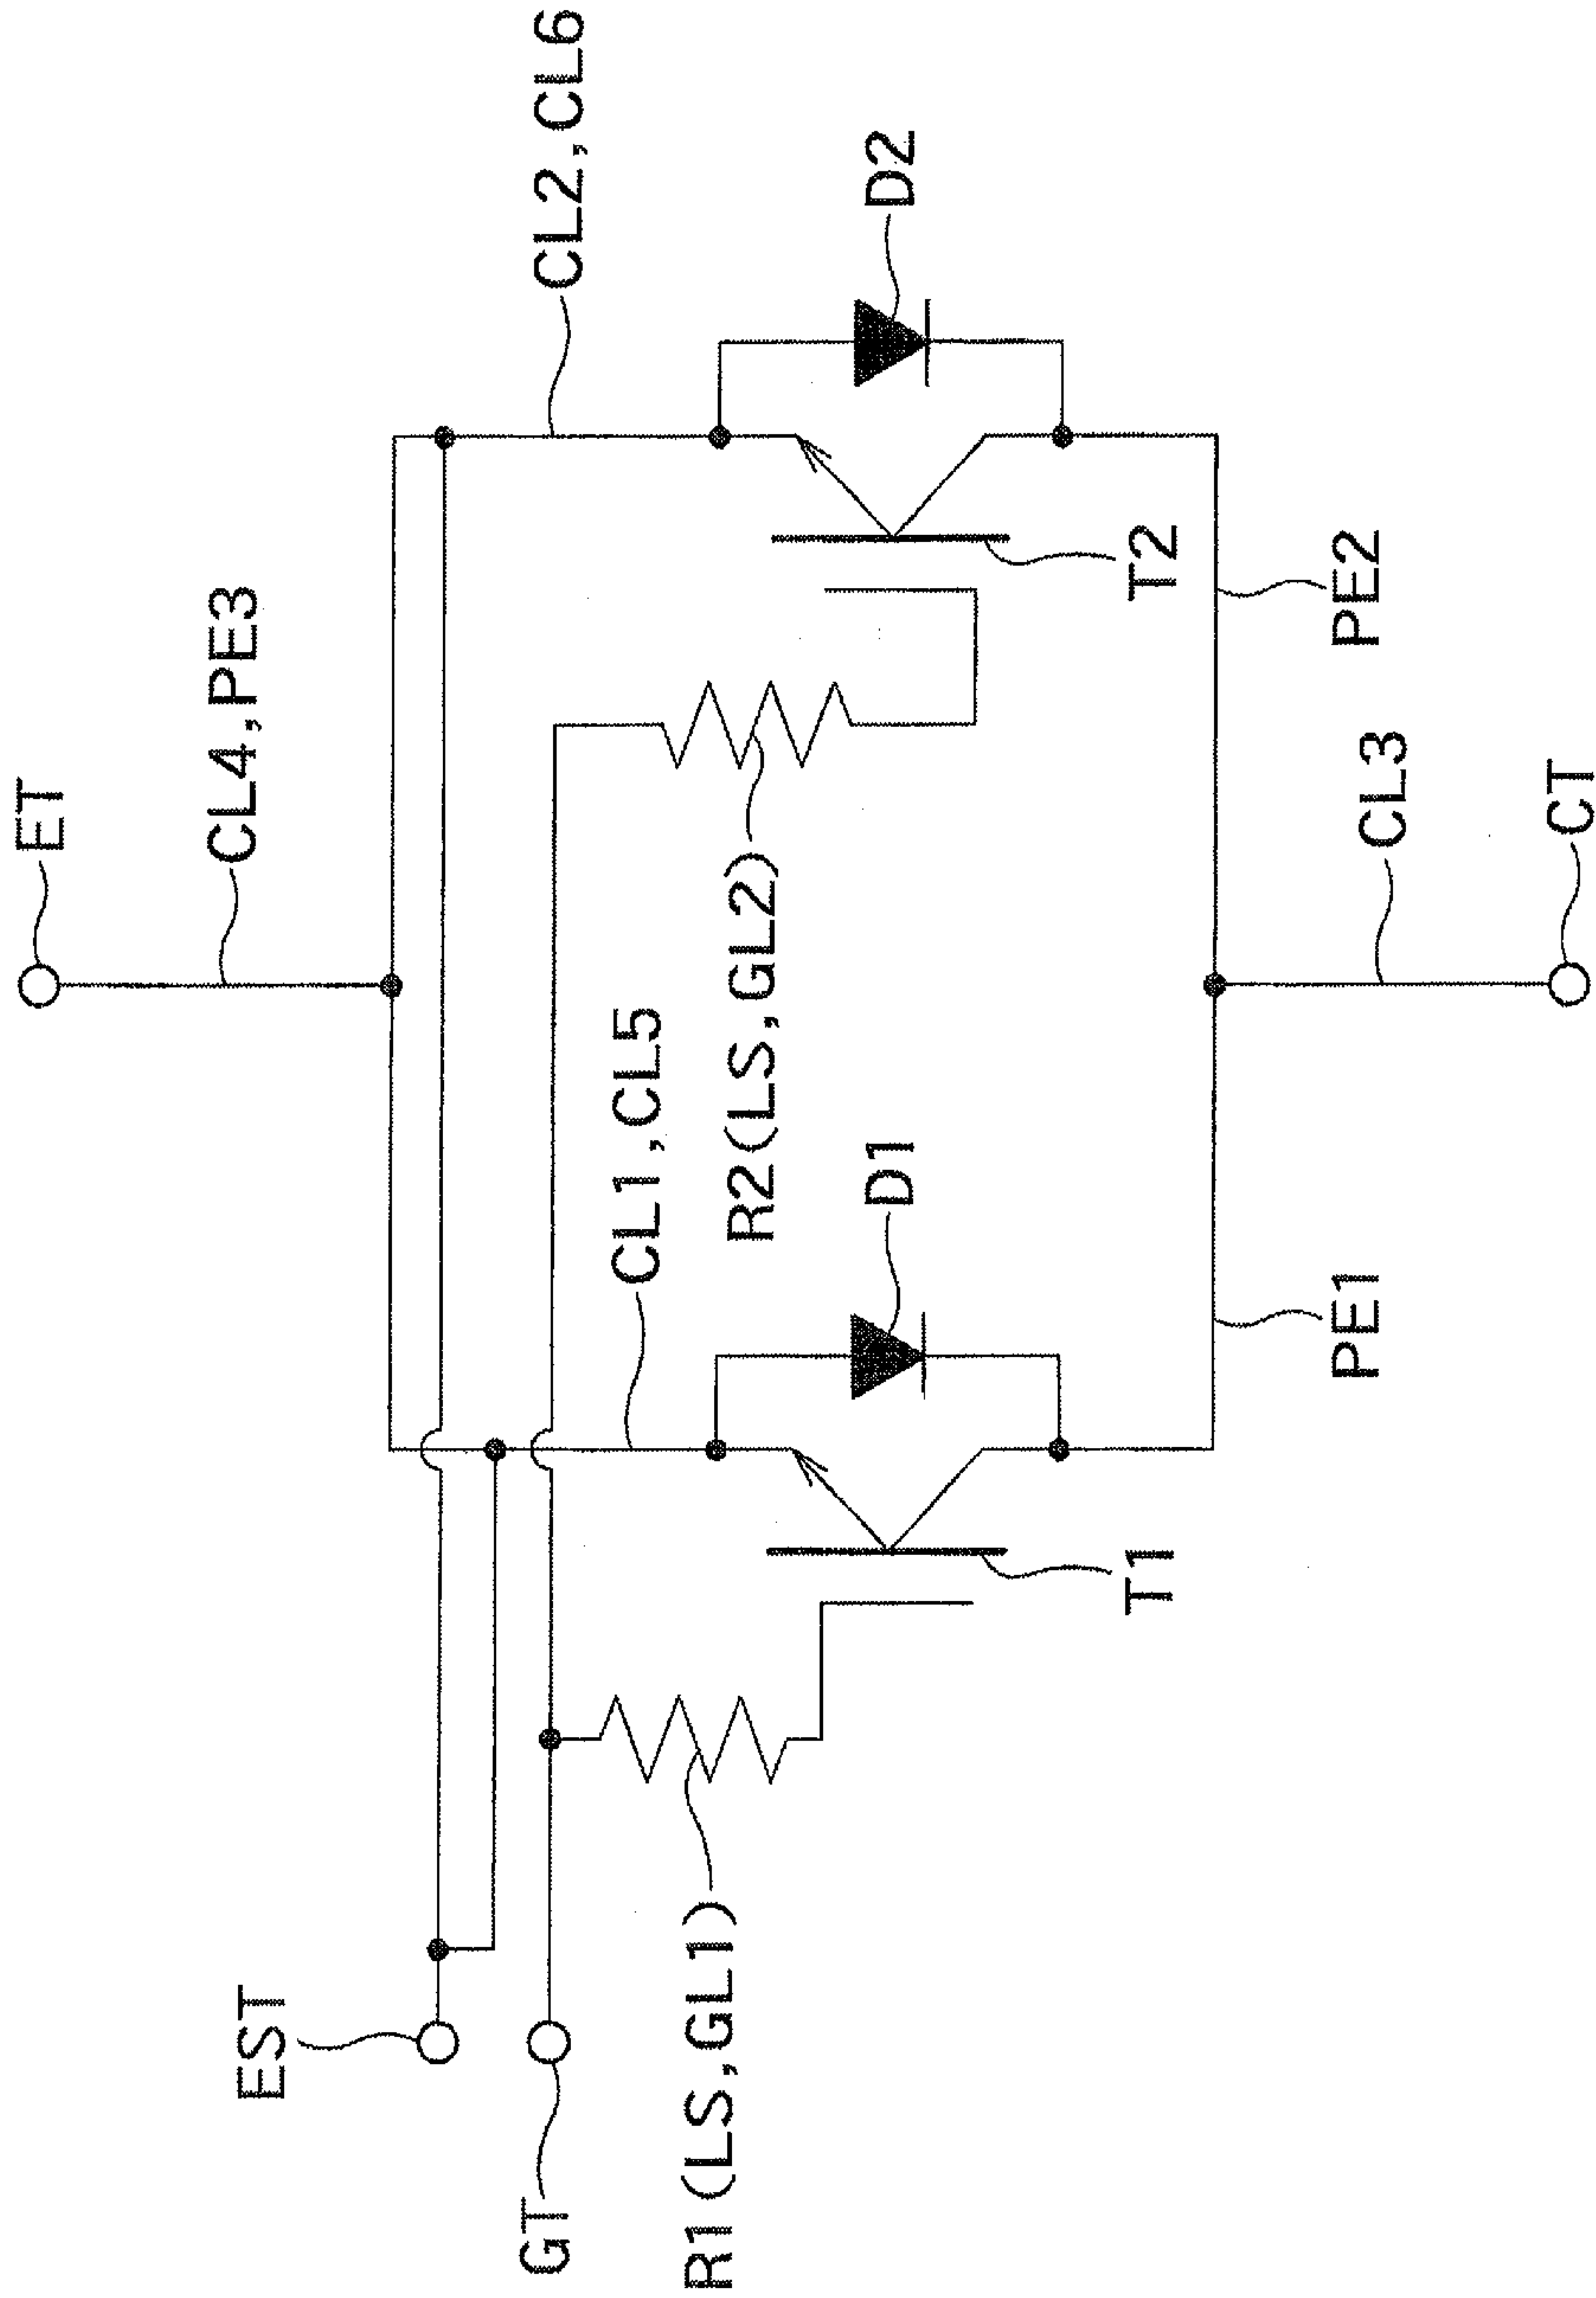 ET
CL4,PE3
CL2,CL6
EST
GT
CL1,CL5
R1(LS,GL1)
R2(LS,GL2)
D1
D2
T1
T2
PE1
PE2
CL3
CT